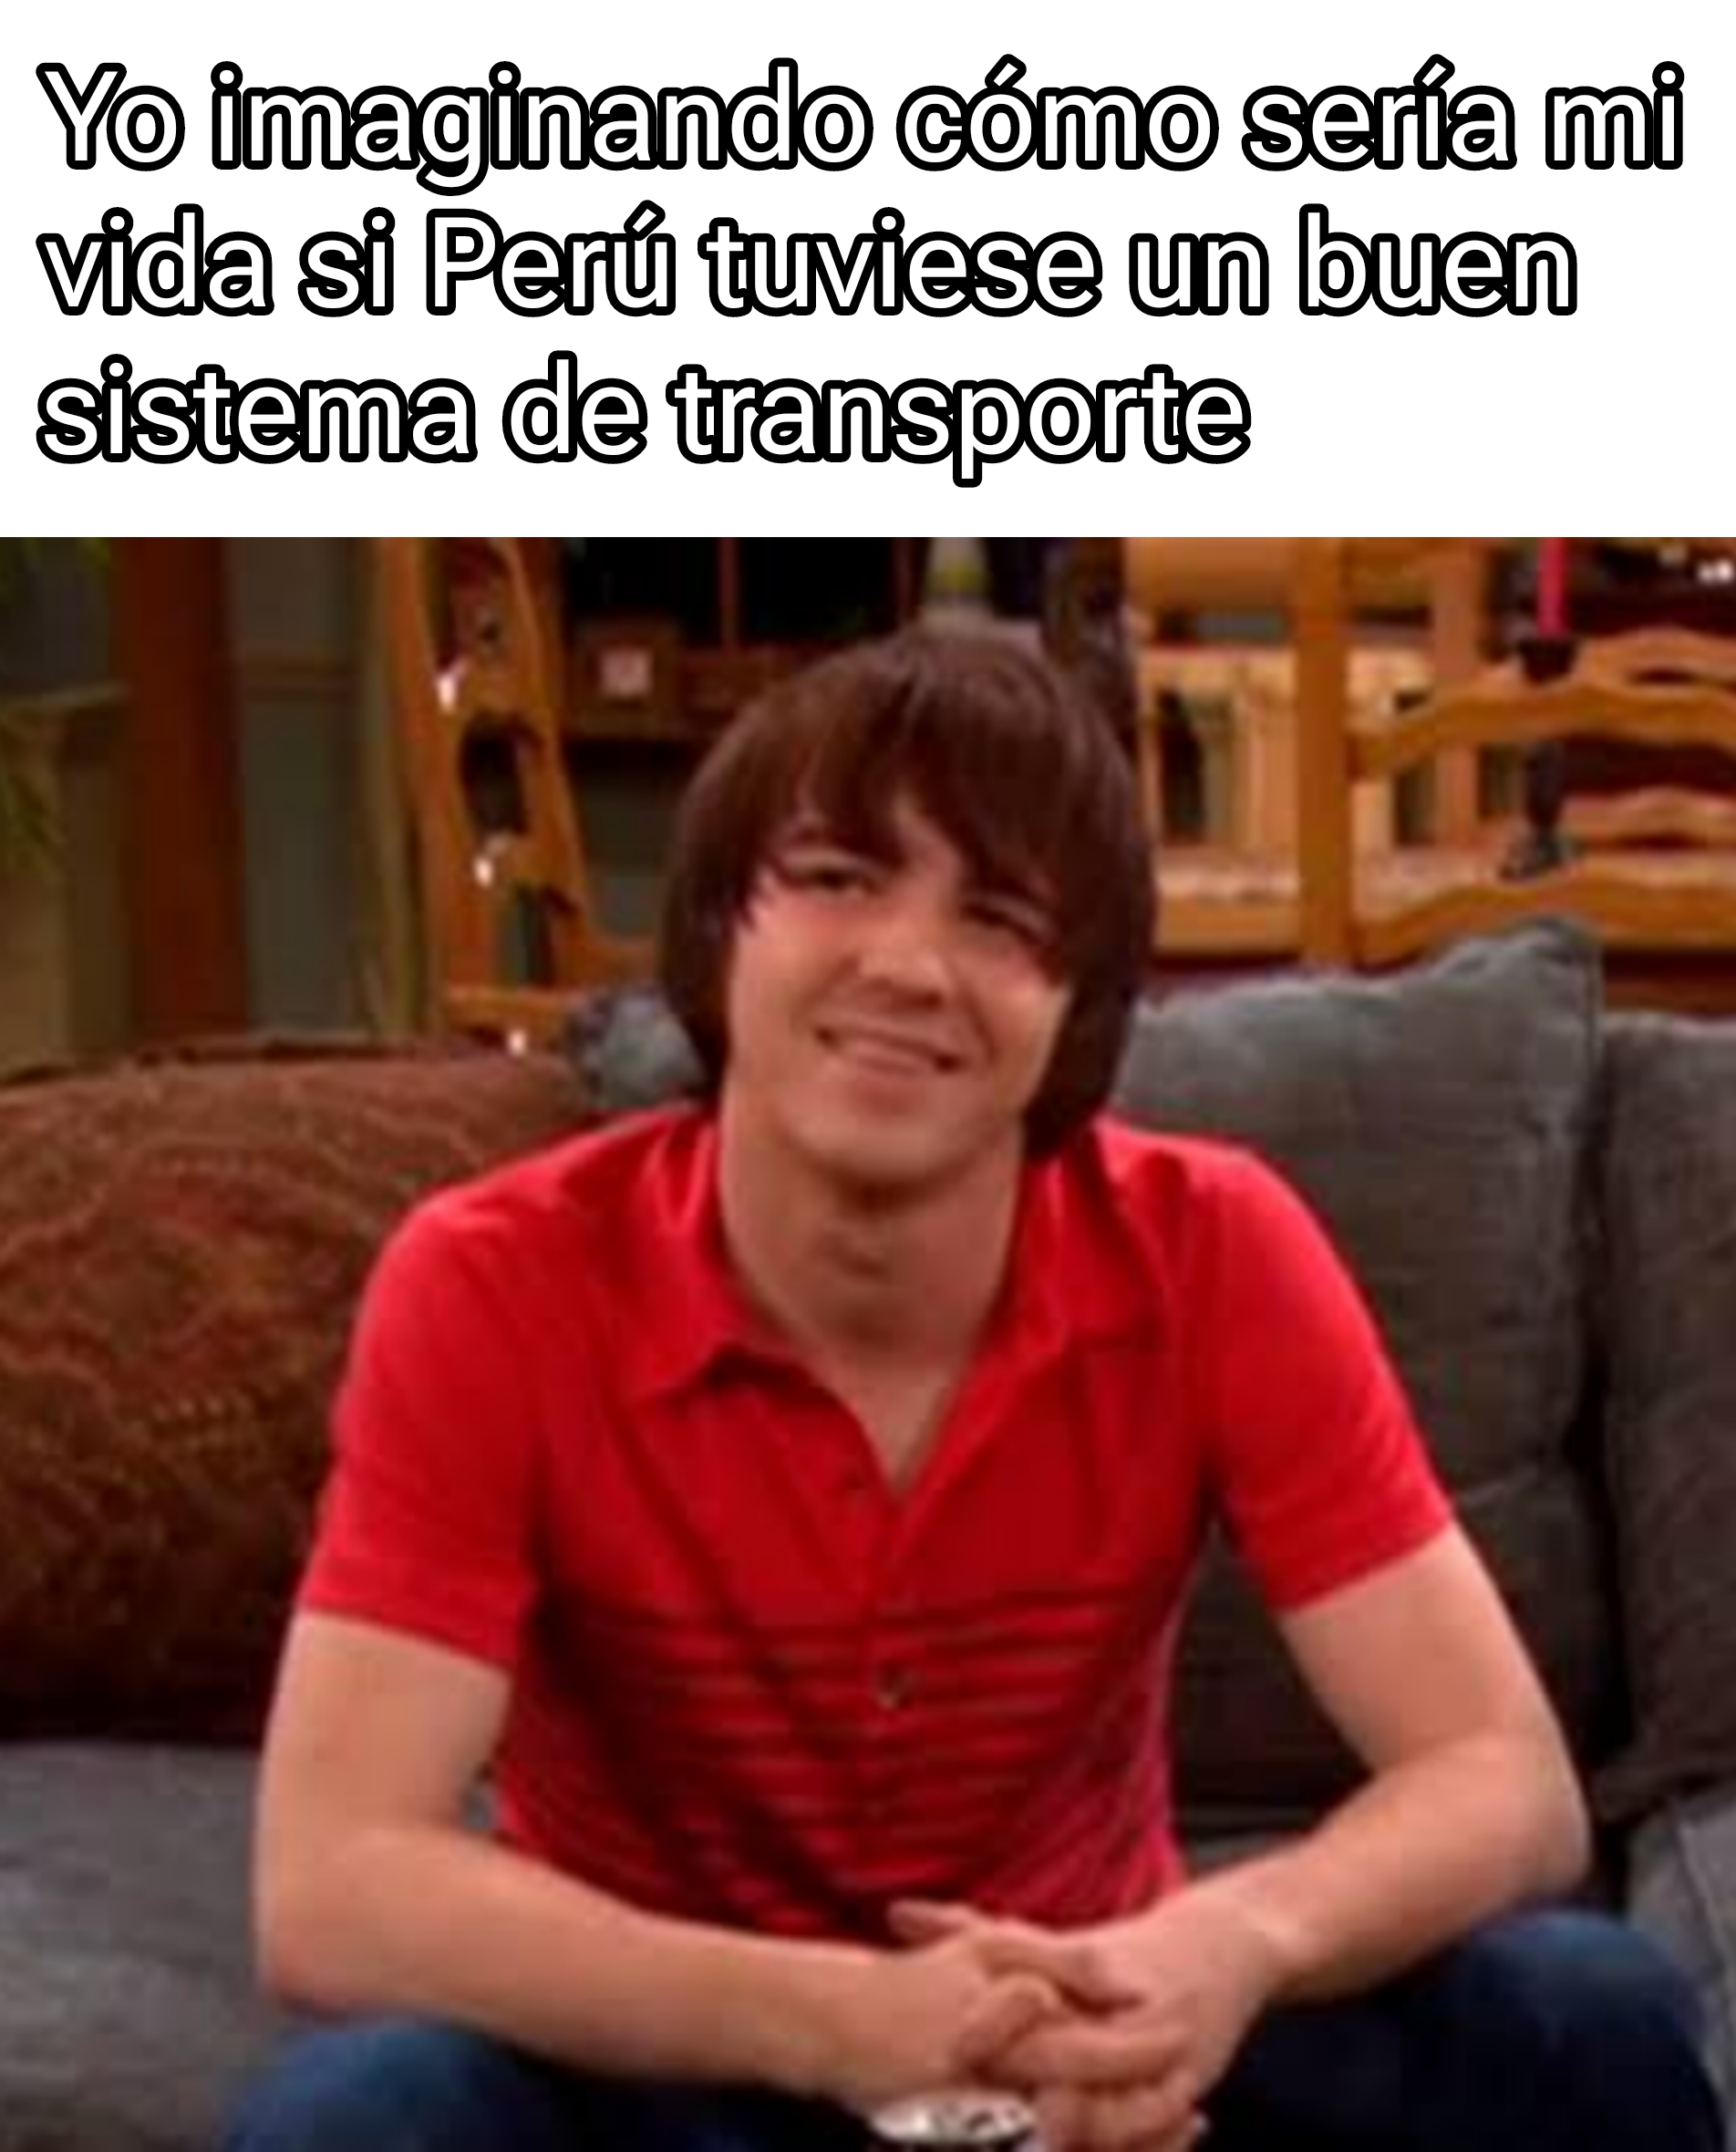 Yo imaginando cómo sería mi
vida si Perú tuviese un buen
sistema de transporte